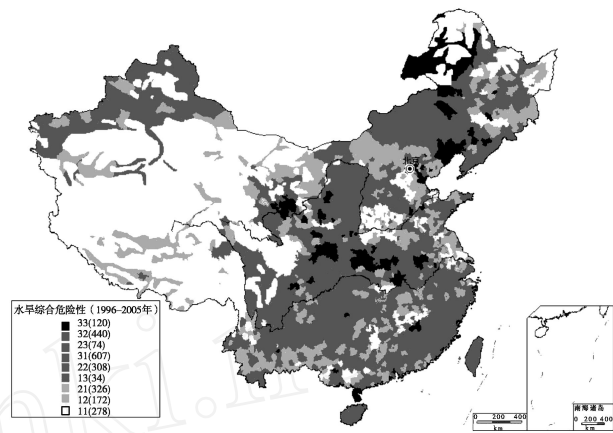 北京
水旱综合危险性(1996-2005年)
33(120)
32(440)
23(74)
31(607)
22(308)
13(34)
21(326)
12(172)
11(278)
0 200 400
km
南海诸岛
0 200 400
km